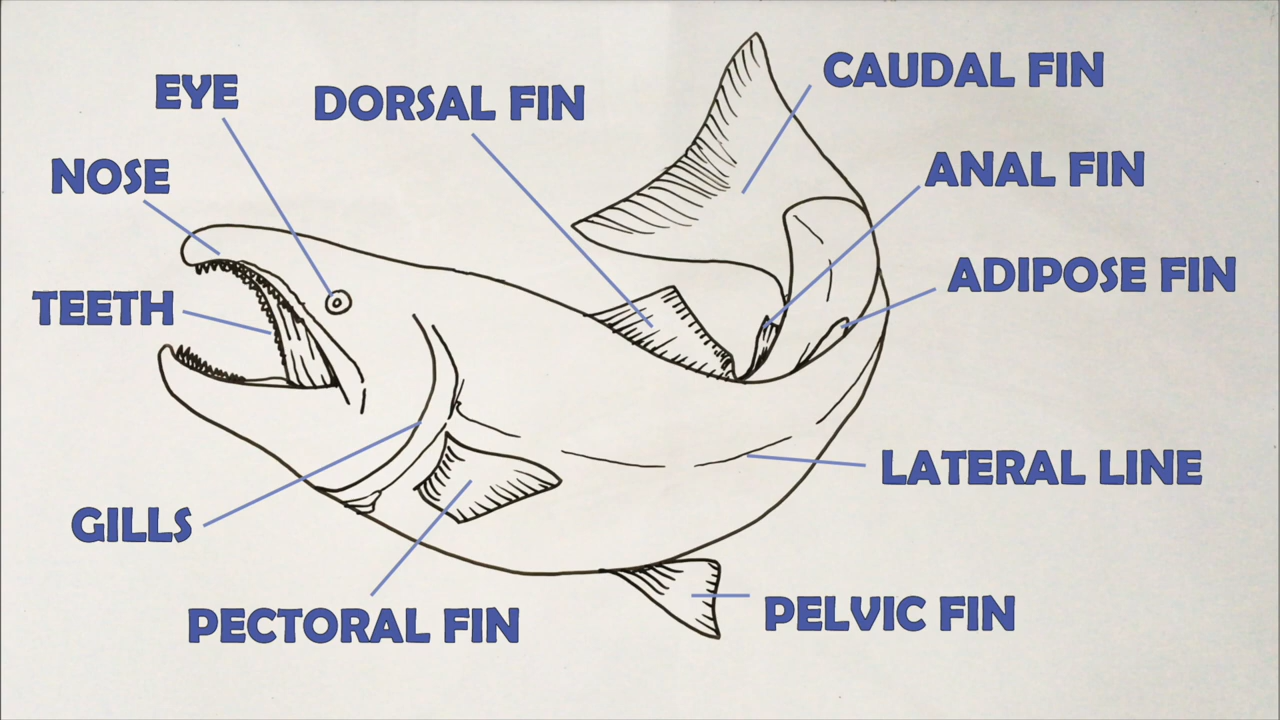 EYE
DORSAL FIN
CAUDAL FIN
NOSE
ANAL FIN
TEETH
ADIPOSE FIN
GILLS
LATERAL LINE
PECTORAL FIN
PELVIC FIN